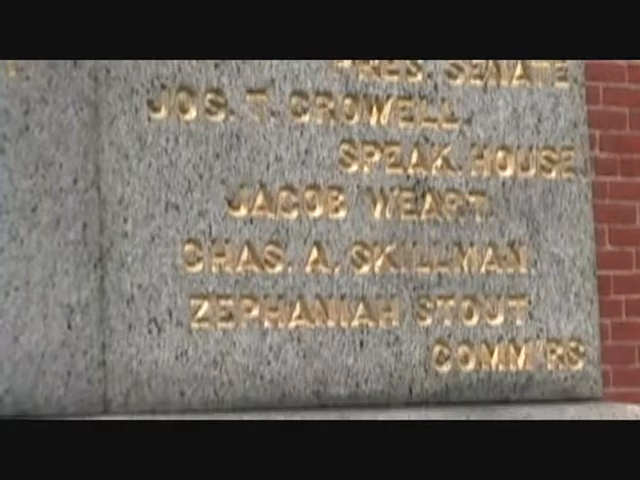 PRES. SENATE
JOS. T. CROWELL
SPEAK. HOUSE
JACOB WEART
CHAS. A. SKILLMAN
ZEPHANIAH STOUT
COMM'RS